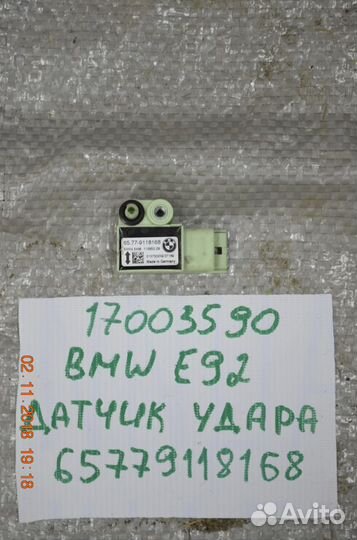 65.77-9118168
Made in Germany
17003590
BMW E92
ДАТЧИК УДАРА
65779118168
02.11.2018 19:18
Avito